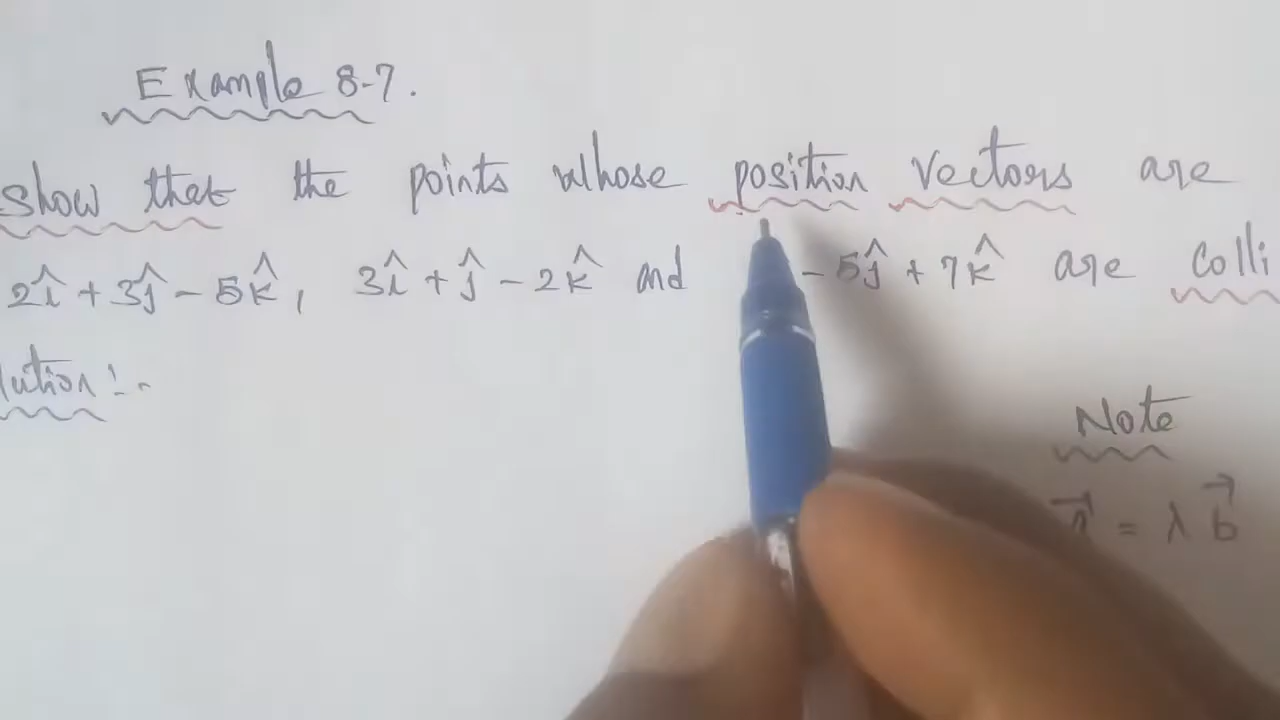 Example 8-7.
Show that the points whose position vectors are
2î + 3ĵ - 5k̂, 3î + ĵ - 2k̂ and - 5ĵ + 7k̂ are colli
lution :-
Note
= λ b⃗